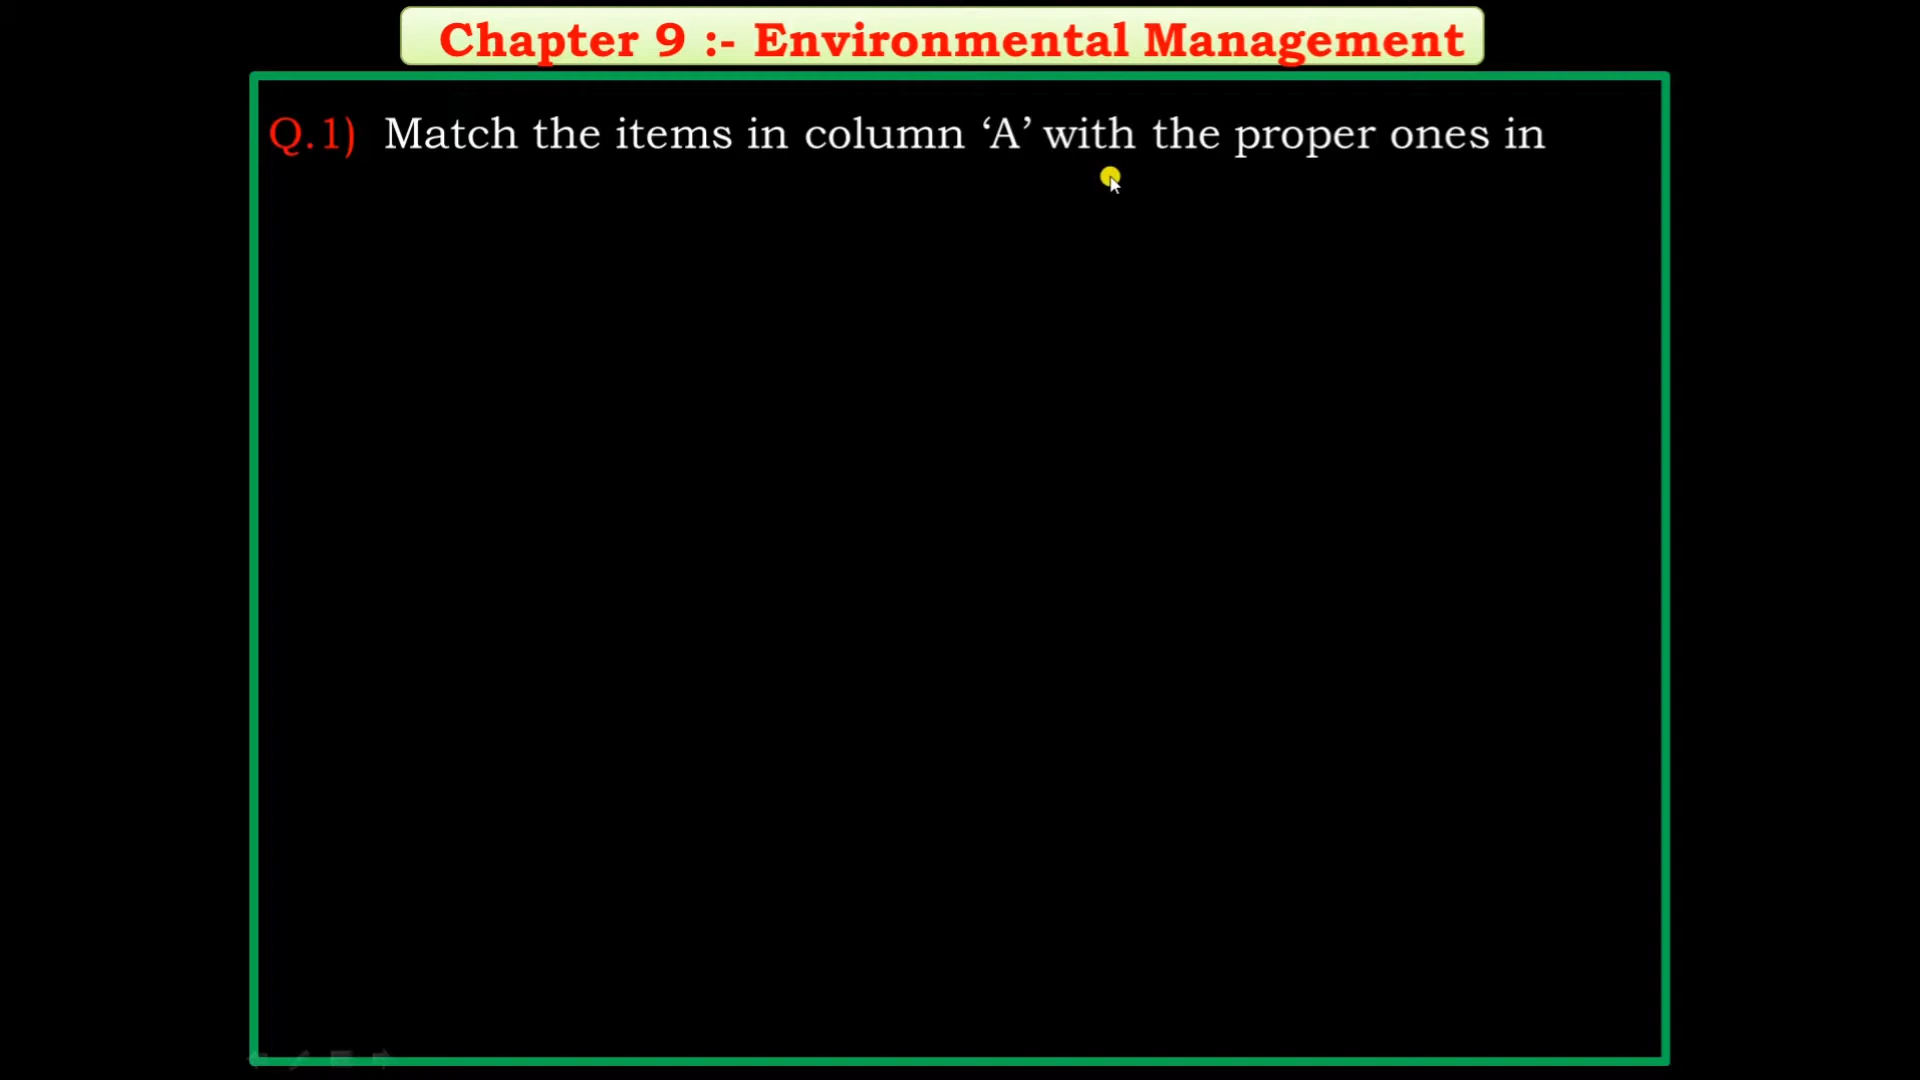 Chapter 9 :- Environmental Management
Q.1) Match the items in column ‘A’ with the proper ones in